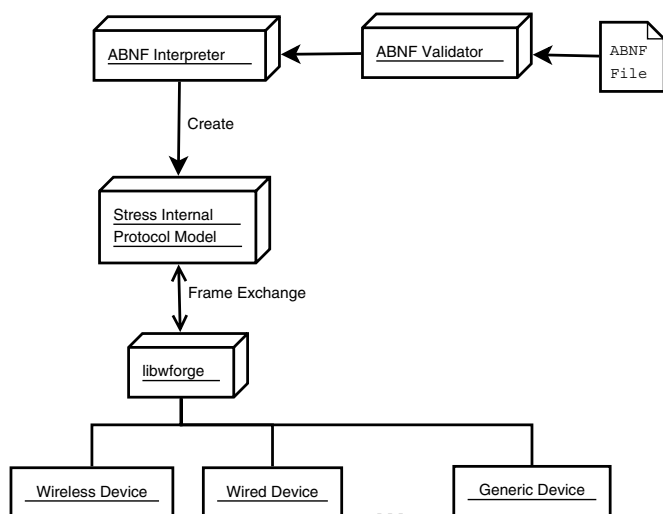 ABNF Interpreter
ABNF Validator
ABNF
File
Create
Stress Internal
Protocol Model
Frame Exchange
libwforge
Wireless Device
Wired Device
Generic Device